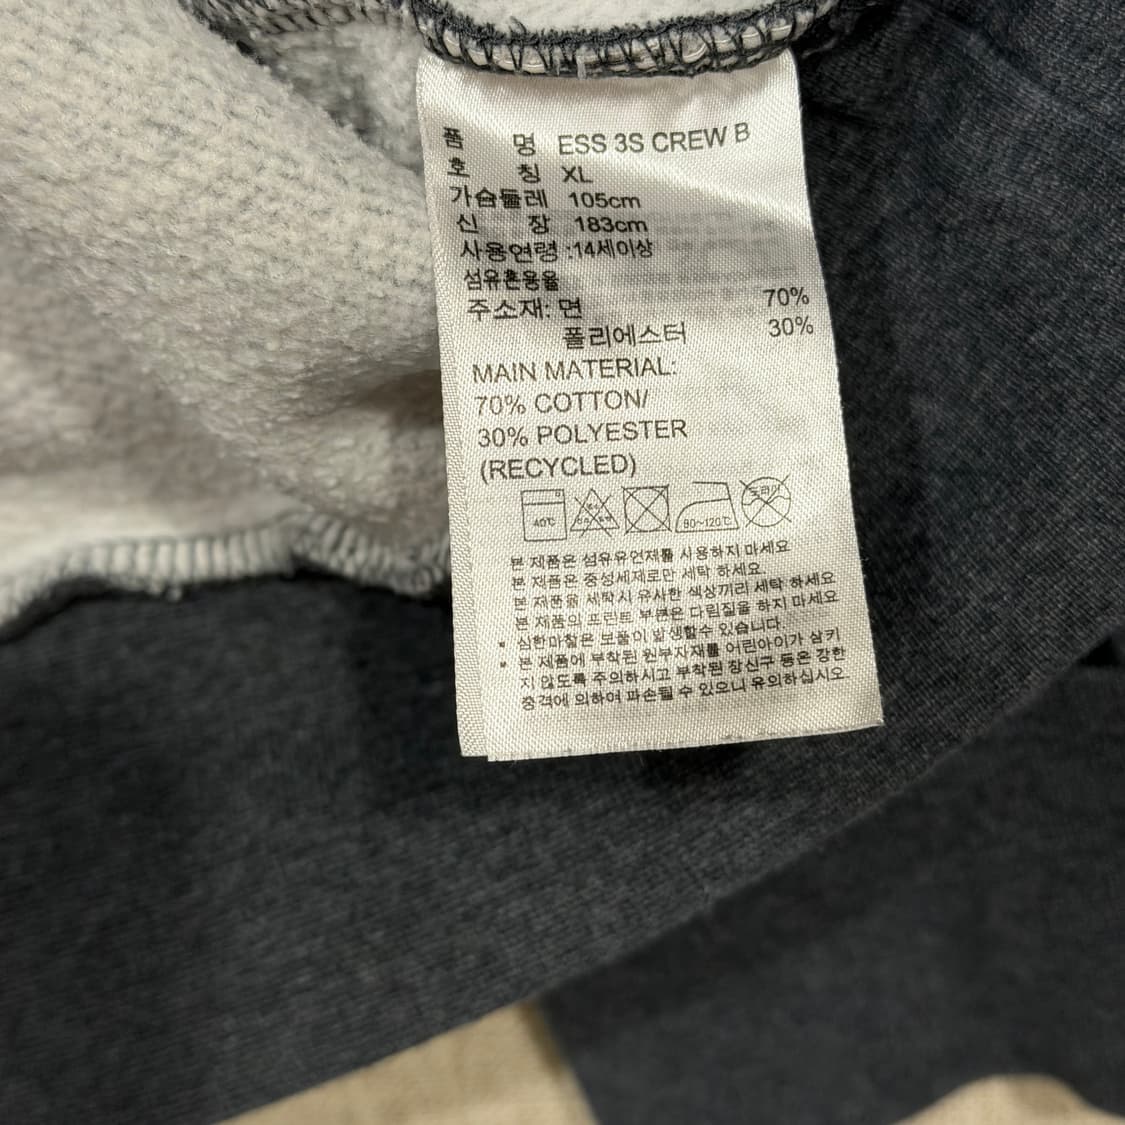 품 명 ESS 3S CREW B
호 칭 XL
가슴둘레 105cm
신 장 183cm
사용연령 :14세이상
섬유혼용율
주소재: 면 70%
폴리에스터 30%
MAIN MATERIAL:
70% COTTON/
30% POLYESTER
(RECYCLED)
40℃ 80~120℃ 드라이
본 제품은 섬유유연제를 사용하지 마세요
본 제품은 중성세제로만 세탁 하세요
본 제품을 세탁시 유사한 색상끼리 세탁 하세요
본 제품의 프린트 부분은 다림질을 하지 마세요
* 심한마찰은 보풀이 발생할수 있습니다
* 본 제품에 부착된 원부자재를 어린아이가 삼키
지 않도록 주의하시고 부착된 장신구 등은 강한
충격에 의하여 파손될 수 있으니 유의하십시오